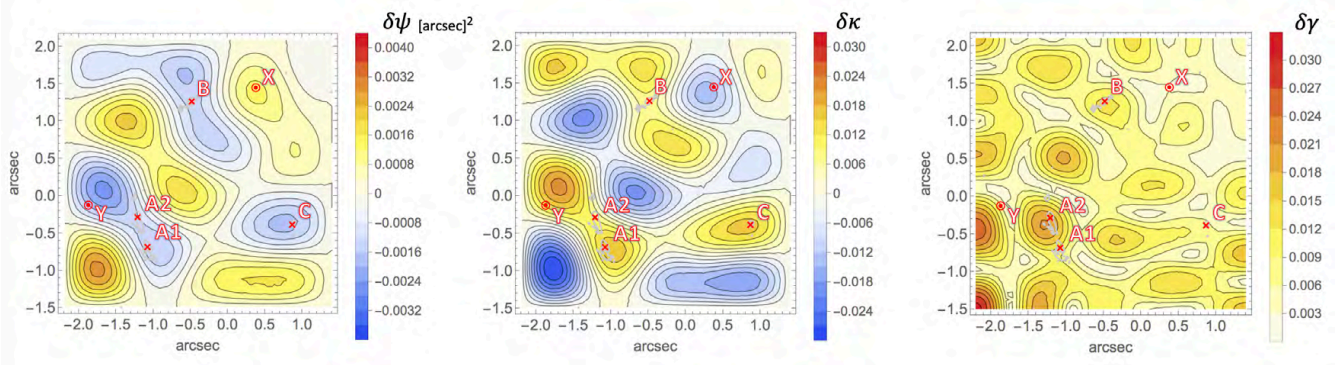 δψ [arcsec]²
0.0040
0.0032
0.0024
0.0016
0.0008
0
-0.0008
-0.0016
-0.0024
-0.0032
2.0
1.5
1.0
0.5
0.0
-0.5
-1.0
-1.5
arcsec
-2.0 -1.5 -1.0 -0.5 0.0 0.5 1.0
arcsec
B
X
Y
A2
A1
C
δκ
0.030
0.024
0.018
0.012
0.006
0
-0.006
-0.012
-0.018
-0.024
2.0
1.5
1.0
0.5
0.0
-0.5
-1.0
-1.5
arcsec
-2.0 -1.5 -1.0 -0.5 0.0 0.5 1.0
arcsec
B
X
Y
A2
A1
C
δγ
0.030
0.027
0.024
0.021
0.018
0.015
0.012
0.009
0.006
0.003
2.0
1.5
1.0
0.5
0.0
-0.5
-1.0
-1.5
arcsec
-2.0 -1.5 -1.0 -0.5 0.0 0.5 1.0
arcsec
B
X
Y
A2
A1
C